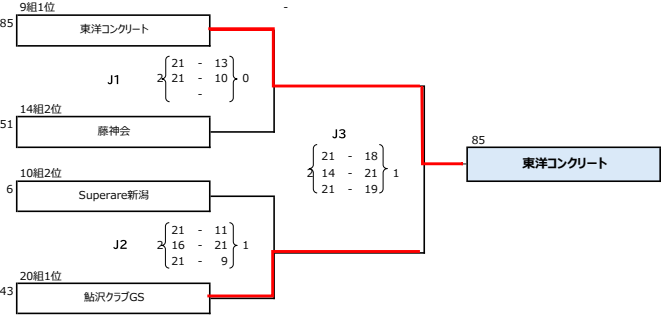 9組1位
-
85 東洋コンクリート
J1
21 - 13
2 21 - 10 0
-
14組2位
51 藤神会
J3
21 - 18
2 14 - 21 1
21 - 19
85
東洋コンクリート
10組2位
6 Superare新潟
J2
21 - 11
2 16 - 21 1
21 - 9
20組1位
43 鮎沢クラブGS